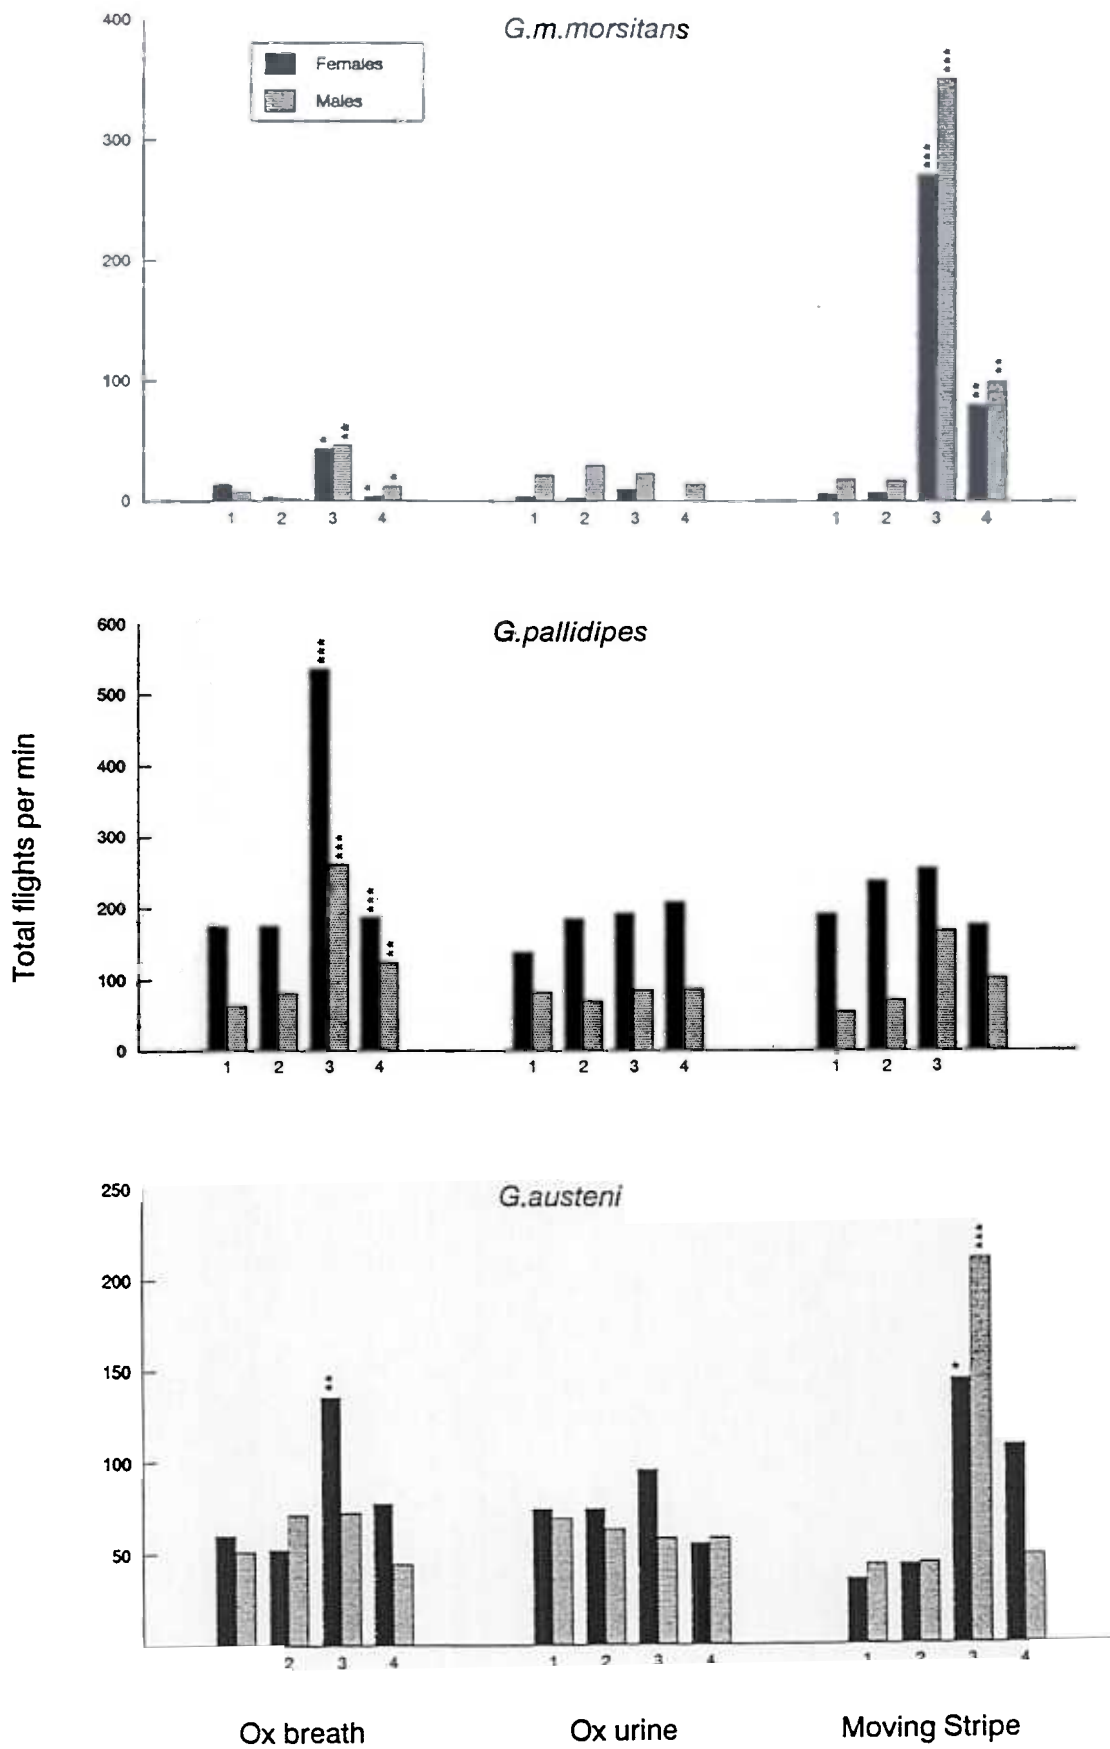 G.m.morsitans
400
Females
Males
300
200
100
0
1 2 3 4 1 2 3 4 1 2 3 4
* ** * * *** *** ** **
G.pallidipes
600
500
400
300
200
100
0
1 2 3 4 1 2 3 4 1 2 3
*** *** *** **
Total flights per min
G.austeni
250
200
150
100
50
2 3 4 1 2 3 4 1 2 3 4
** * ***
Ox breath Ox urine Moving Stripe